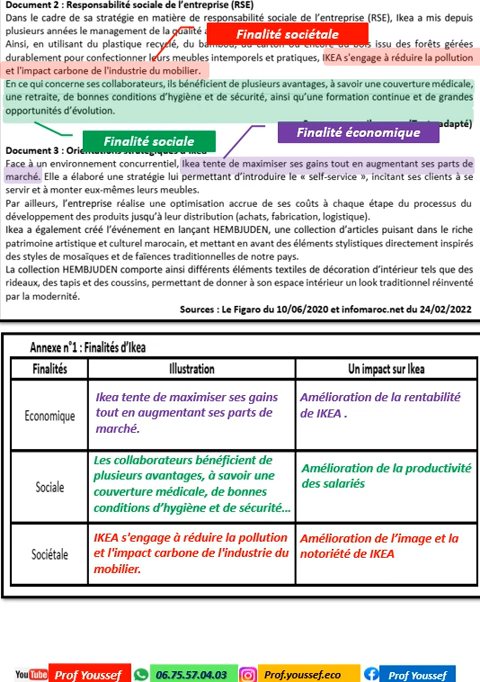 Document 2 : Responsabilité sociale de l'entreprise (RSE)
Dans le cadre de sa stratégie en matière de responsabilité sociale de l'entreprise (RSE), Ikea a mis depuis
plusieurs années le management de la qualité
Finalité sociétale
Ainsi, en utilisant du plastique recyclé, du bambou, du carton ou encore du bois issu des forêts gérées
durablement pour confectionner leurs meubles intemporels et pratiques, IKEA s'engage à réduire la pollution
et l'impact carbone de l'industrie du mobilier.
En ce qui concerne ses collaborateurs, ils bénéficient de plusieurs avantages, à savoir une couverture médicale,
une retraite, de bonnes conditions d'hygiène et de sécurité, ainsi qu'une formation continue et de grandes
opportunités d'évolution.
Finalité sociale
Finalité économique
adapté)
Document 3 :
Face à un environnement concurrentiel, Ikea tente de maximiser ses gains tout en augmentant ses parts de
marché. Elle a élaboré une stratégie lui permettant d'introduire le « self-service », incitant ses clients à se
servir et à monter eux-mêmes leurs meubles.
Par ailleurs, l'entreprise réalise une optimisation accrue de ses coûts à chaque étape du processus du
développement des produits jusqu'à leur distribution (achats, fabrication, logistique).
Ikea a également créé l'événement en lançant HEMBJUDEN, une collection d'articles puisant dans le riche
patrimoine artistique et culturel marocain, et mettant en avant des éléments stylistiques directement inspirés
des styles de mosaïques et de faïences traditionnelles de notre pays.
La collection HEMBJUDEN comporte ainsi différents éléments textiles de décoration d'intérieur tels que des
rideaux, des tapis et des coussins, permettant de donner à son espace intérieur un look traditionnel réinventé
par la modernité.
Sources : Le Figaro du 10/06/2020 et infomaroc.net du 24/02/2022
Annexe n°1 : Finalités d'Ikea
Finalités
Illustration
Un impact sur Ikea
Economique
Ikea tente de maximiser ses gains
tout en augmentant ses parts de
marché.
Amélioration de la rentabilité
de IKEA .
Sociale
Les collaborateurs bénéficient de
plusieurs avantages, à savoir une
couverture médicale, de bonnes
conditions d'hygiène et de sécurité...
Amélioration de la productivité
des salariés
Sociétale
IKEA s'engage à réduire la pollution
et l'impact carbone de l'industrie du
mobilier.
Amélioration de l'image et la
notoriété de IKEA
YouTube Prof Youssef 06.75.57.04.03 Prof.youssef.eco Prof Youssef